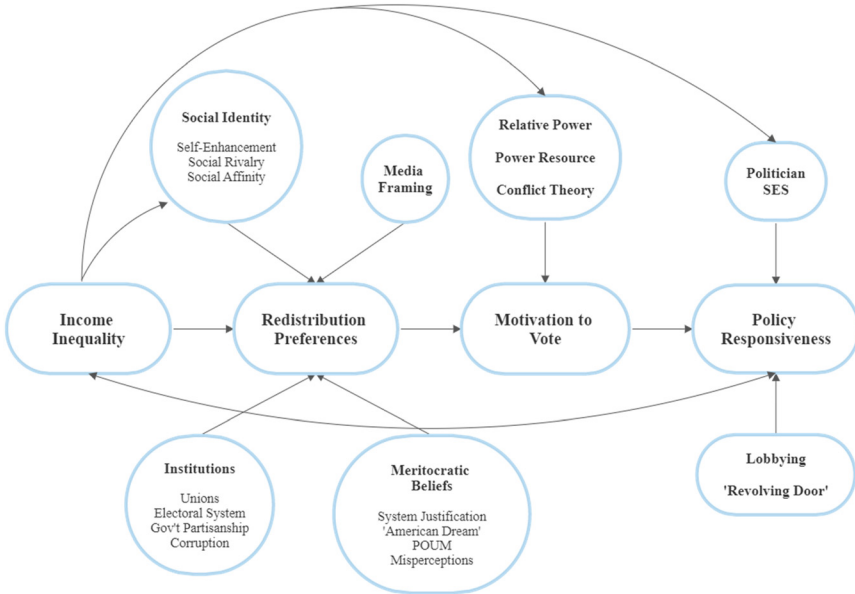 Social Identity
Self-Enhancement
Social Rivalry
Social Affinity
Media
Framing
Relative Power
Power Resource
Conflict Theory
Politician
SES
Income
Inequality
Redistribution
Preferences
Motivation to
Vote
Policy
Responsiveness
Institutions
Unions
Electoral System
Gov't Partisanship
Corruption
Meritocratic
Beliefs
System Justification
'American Dream'
POUM
Misperceptions
Lobbying
'Revolving Door'